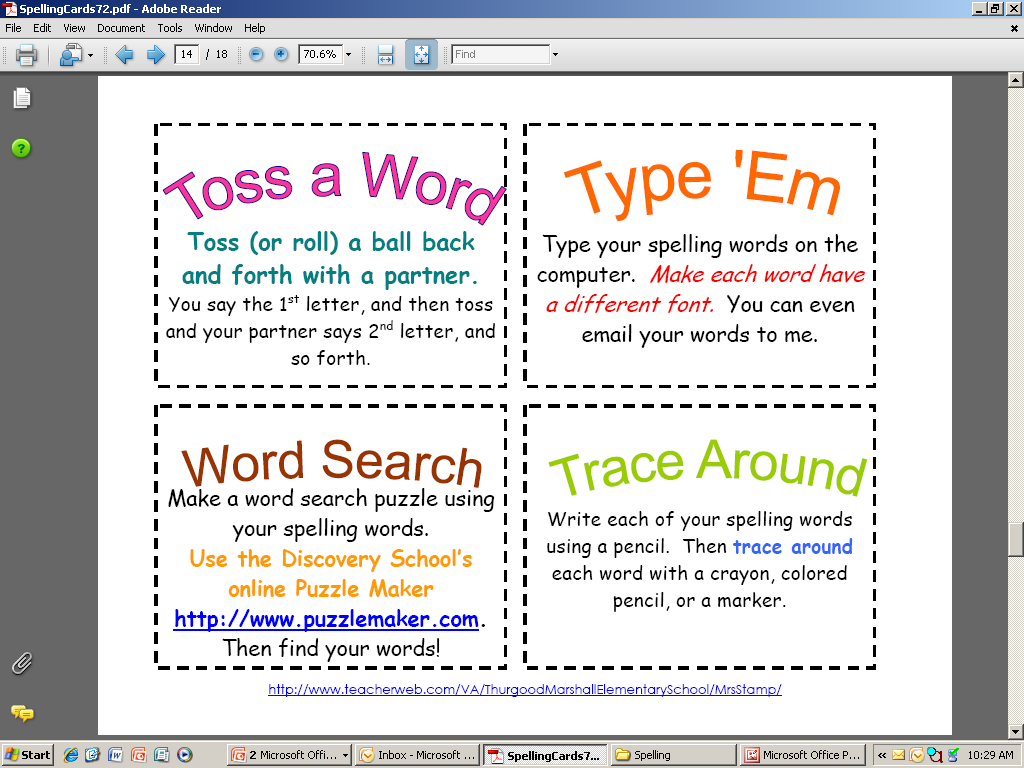 SpellingCards72.pdf - Adobe Reader
File Edit View Document Tools Window Help
14 / 18 70.6% Find
Toss a Word
Toss (or roll) a ball back
and forth with a partner.
You say the 1st letter, and then toss
and your partner says 2nd letter, and
so forth.
Type 'Em
Type your spelling words on the
computer. Make each word have
a different font. You can even
email your words to me.
Word Search
Make a word search puzzle using
your spelling words.
Use the Discovery School's
online Puzzle Maker
http://www.puzzlemaker.com.
Then find your words!
Trace Around
Write each of your spelling words
using a pencil. Then trace around
each word with a crayon, colored
pencil, or a marker.
http://www.teacherweb.com/VA/ThurgoodMarshallElementarySchool/MrsStamp/
Start 2 Microsoft Offi... Inbox - Microsoft ... SpellingCards7... Spelling Microsoft Office P... « 10:29 AM